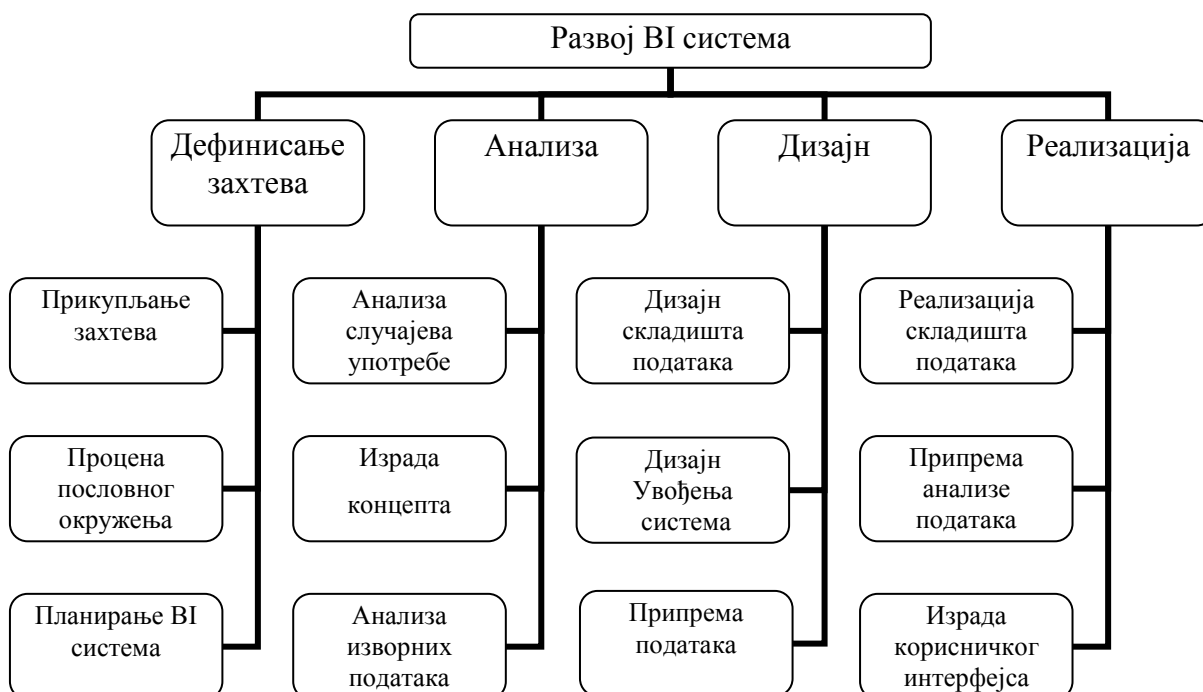 Развој BI система
Дефинисање
захтева
Анализа
Дизајн
Реализација
Прикупљање
захтева
Анализа
случајева
употребе
Дизајн
складишта
података
Реализација
складишта
података
Процена
пословног
окружења
Израда
концепта
Дизајн
Увођења
система
Припрема
анализе
података
Планирање BI
система
Анализа
изворних
података
Припрема
података
Израда
корисничког
интерфејса